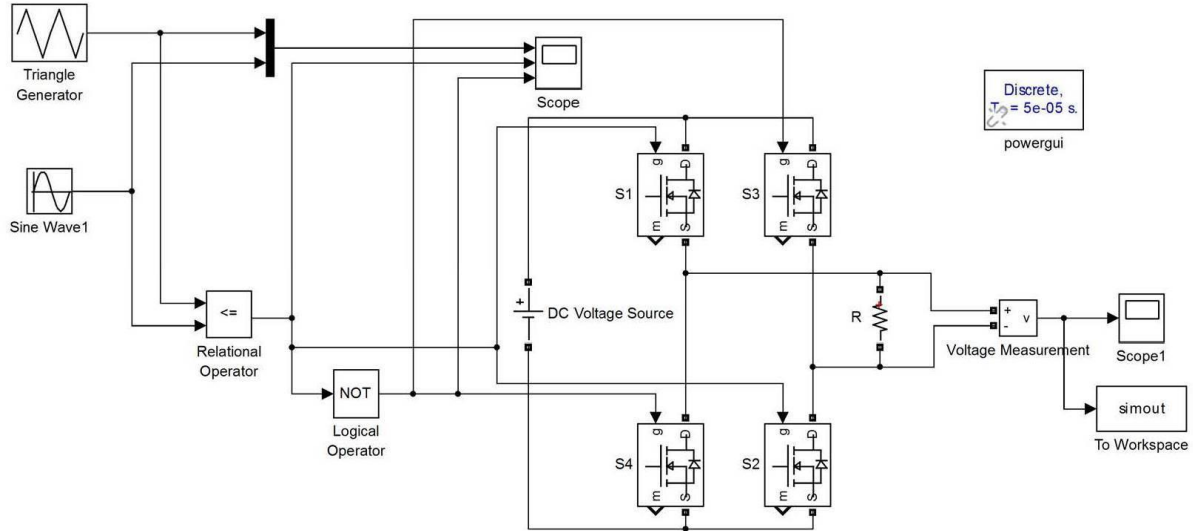 Triangle
Generator
Scope
Discrete,
= 5e-05 s.
powergui
g
D
m
S
S1
g
D
m
S
S3
Sine Wave1
<=
Relational
Operator
+
DC Voltage Source
R
+
-
v
Voltage Measurement
Scope1
NOT
Logical
Operator
g
D
m
S
S4
g
D
m
S
S2
simout
To Workspace